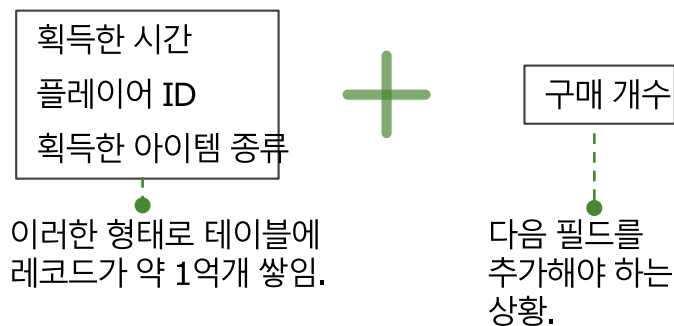 획득한 시간
플레이어 ID
획득한 아이템 종류
구매 개수
이러한 형태로 테이블에
레코드가 약 1억개 쌓임.
다음 필드를
추가해야 하는
상황.